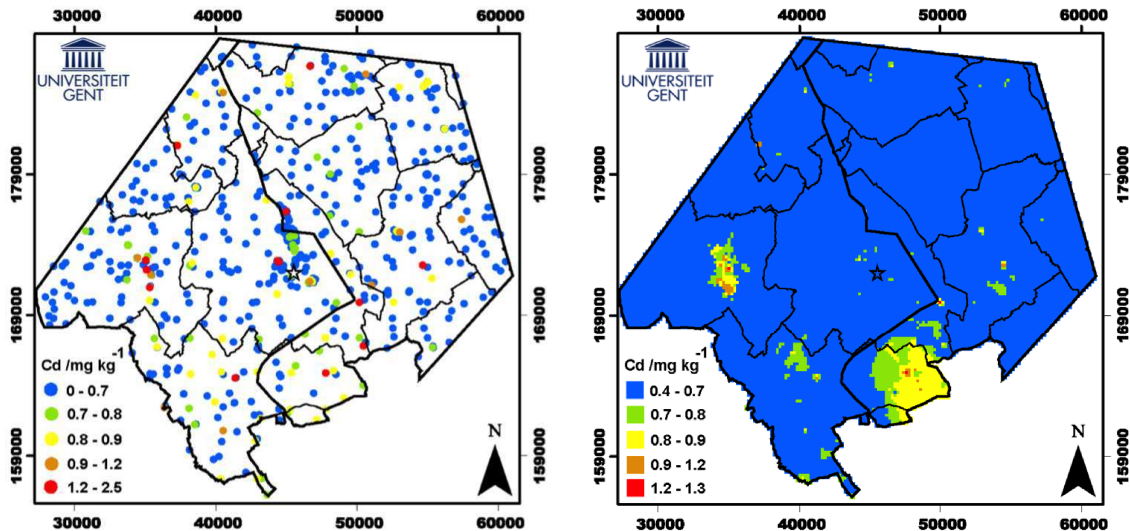 30000 40000 50000 60000
UNIVERSITEIT
GENT
179000
179000
169000
169000
Cd /mg kg-1
0 - 0.7
0.7 - 0.8
0.8 - 0.9
0.9 - 1.2
1.2 - 2.5
159000
159000
N
30000 40000 50000 60000
30000 40000 50000 60000
UNIVERSITEIT
GENT
179000
179000
169000
169000
Cd /mg kg-1
0.4 - 0.7
0.7 - 0.8
0.8 - 0.9
0.9 - 1.2
1.2 - 1.3
159000
159000
N
30000 40000 50000 60000